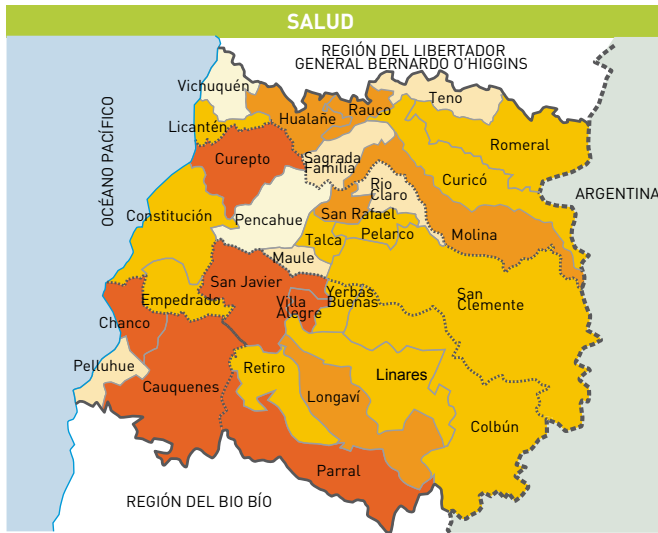 SALUD
REGIÓN DEL LIBERTADOR
GENERAL BERNARDO O'HIGGINS
OCÉANO PACÍFICO
ARGENTINA
Vichuquén
Teno
Rauco
Hualañe
Licantén
Romeral
Curepto
Sagrada
Familia
Curicó
Rio
Claro
Constitución
San Rafael
Pencahue
Pelarco
Molina
Talca
Maule
San Javier
Yerbas
Buenas
San
Clemente
Empedrado
Villa
Alegre
Chanco
Pelluhue
Retiro
Linares
Cauquenes
Longaví
Colbún
Parral
REGIÓN DEL BIO BÍO